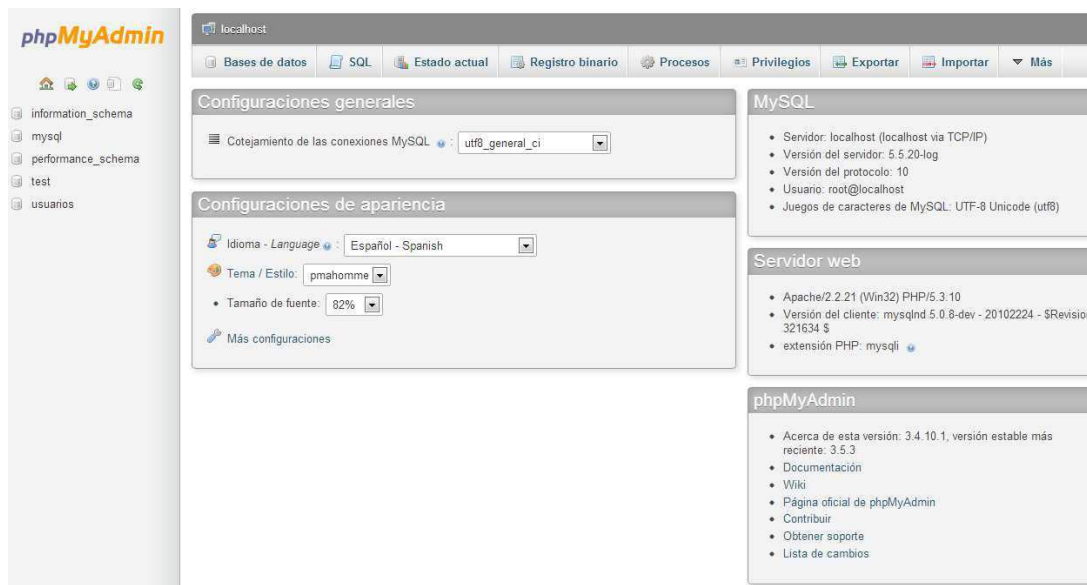 phpMyAdmin
information_schema
mysql
performance_schema
test
usuarios
localhost
Bases de datos SQL Estado actual Registro binario Procesos Privilegios Exportar Importar Más
Configuraciones generales
Cotejamiento de las conexiones MySQL : utf8_general_ci
Configuraciones de apariencia
Idioma - Language : Español - Spanish
Tema / Estilo: pmahomme
Tamaño de fuente: 82%
Más configuraciones
MySQL
Servidor: localhost (localhost via TCP/IP)
Versión del servidor: 5.5.20-log
Versión del protocolo: 10
Usuario: root@localhost
Juegos de caracteres de MySQL: UTF-8 Unicode (utf8)
Servidor web
Apache/2.2.21 (Win32) PHP/5.3.10
Versión del cliente: mysqlnd 5.0.8-dev - 20102224 - $Revision
321634 $
extensión PHP: mysqli
phpMyAdmin
Acerca de esta versión: 3.4.10.1, versión estable más
reciente: 3.5.3
Documentación
Wiki
Página oficial de phpMyAdmin
Contribuir
Obtener soporte
Lista de cambios